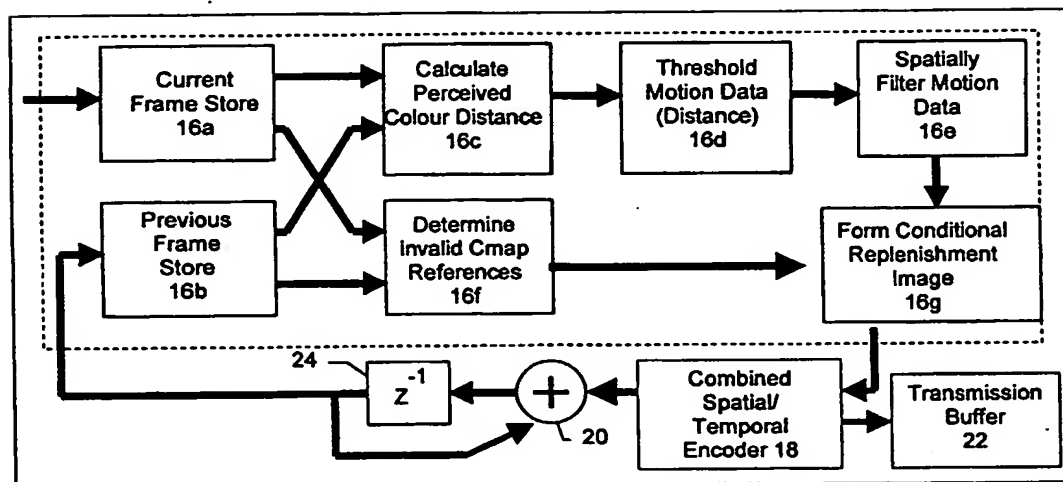 Current
Frame Store
16a
Calculate
Perceived
Colour Distance
16c
Threshold
Motion Data
(Distance)
16d
Spatially
Filter Motion
Data
16e
Previous
Frame
Store
16b
Determine
Invalid Cmap
References
16f
Form Conditional
Replenishment
Image
16g
24
z-1
+
20
Combined
Spatial/
Temporal
Encoder 18
Transmission
Buffer
22